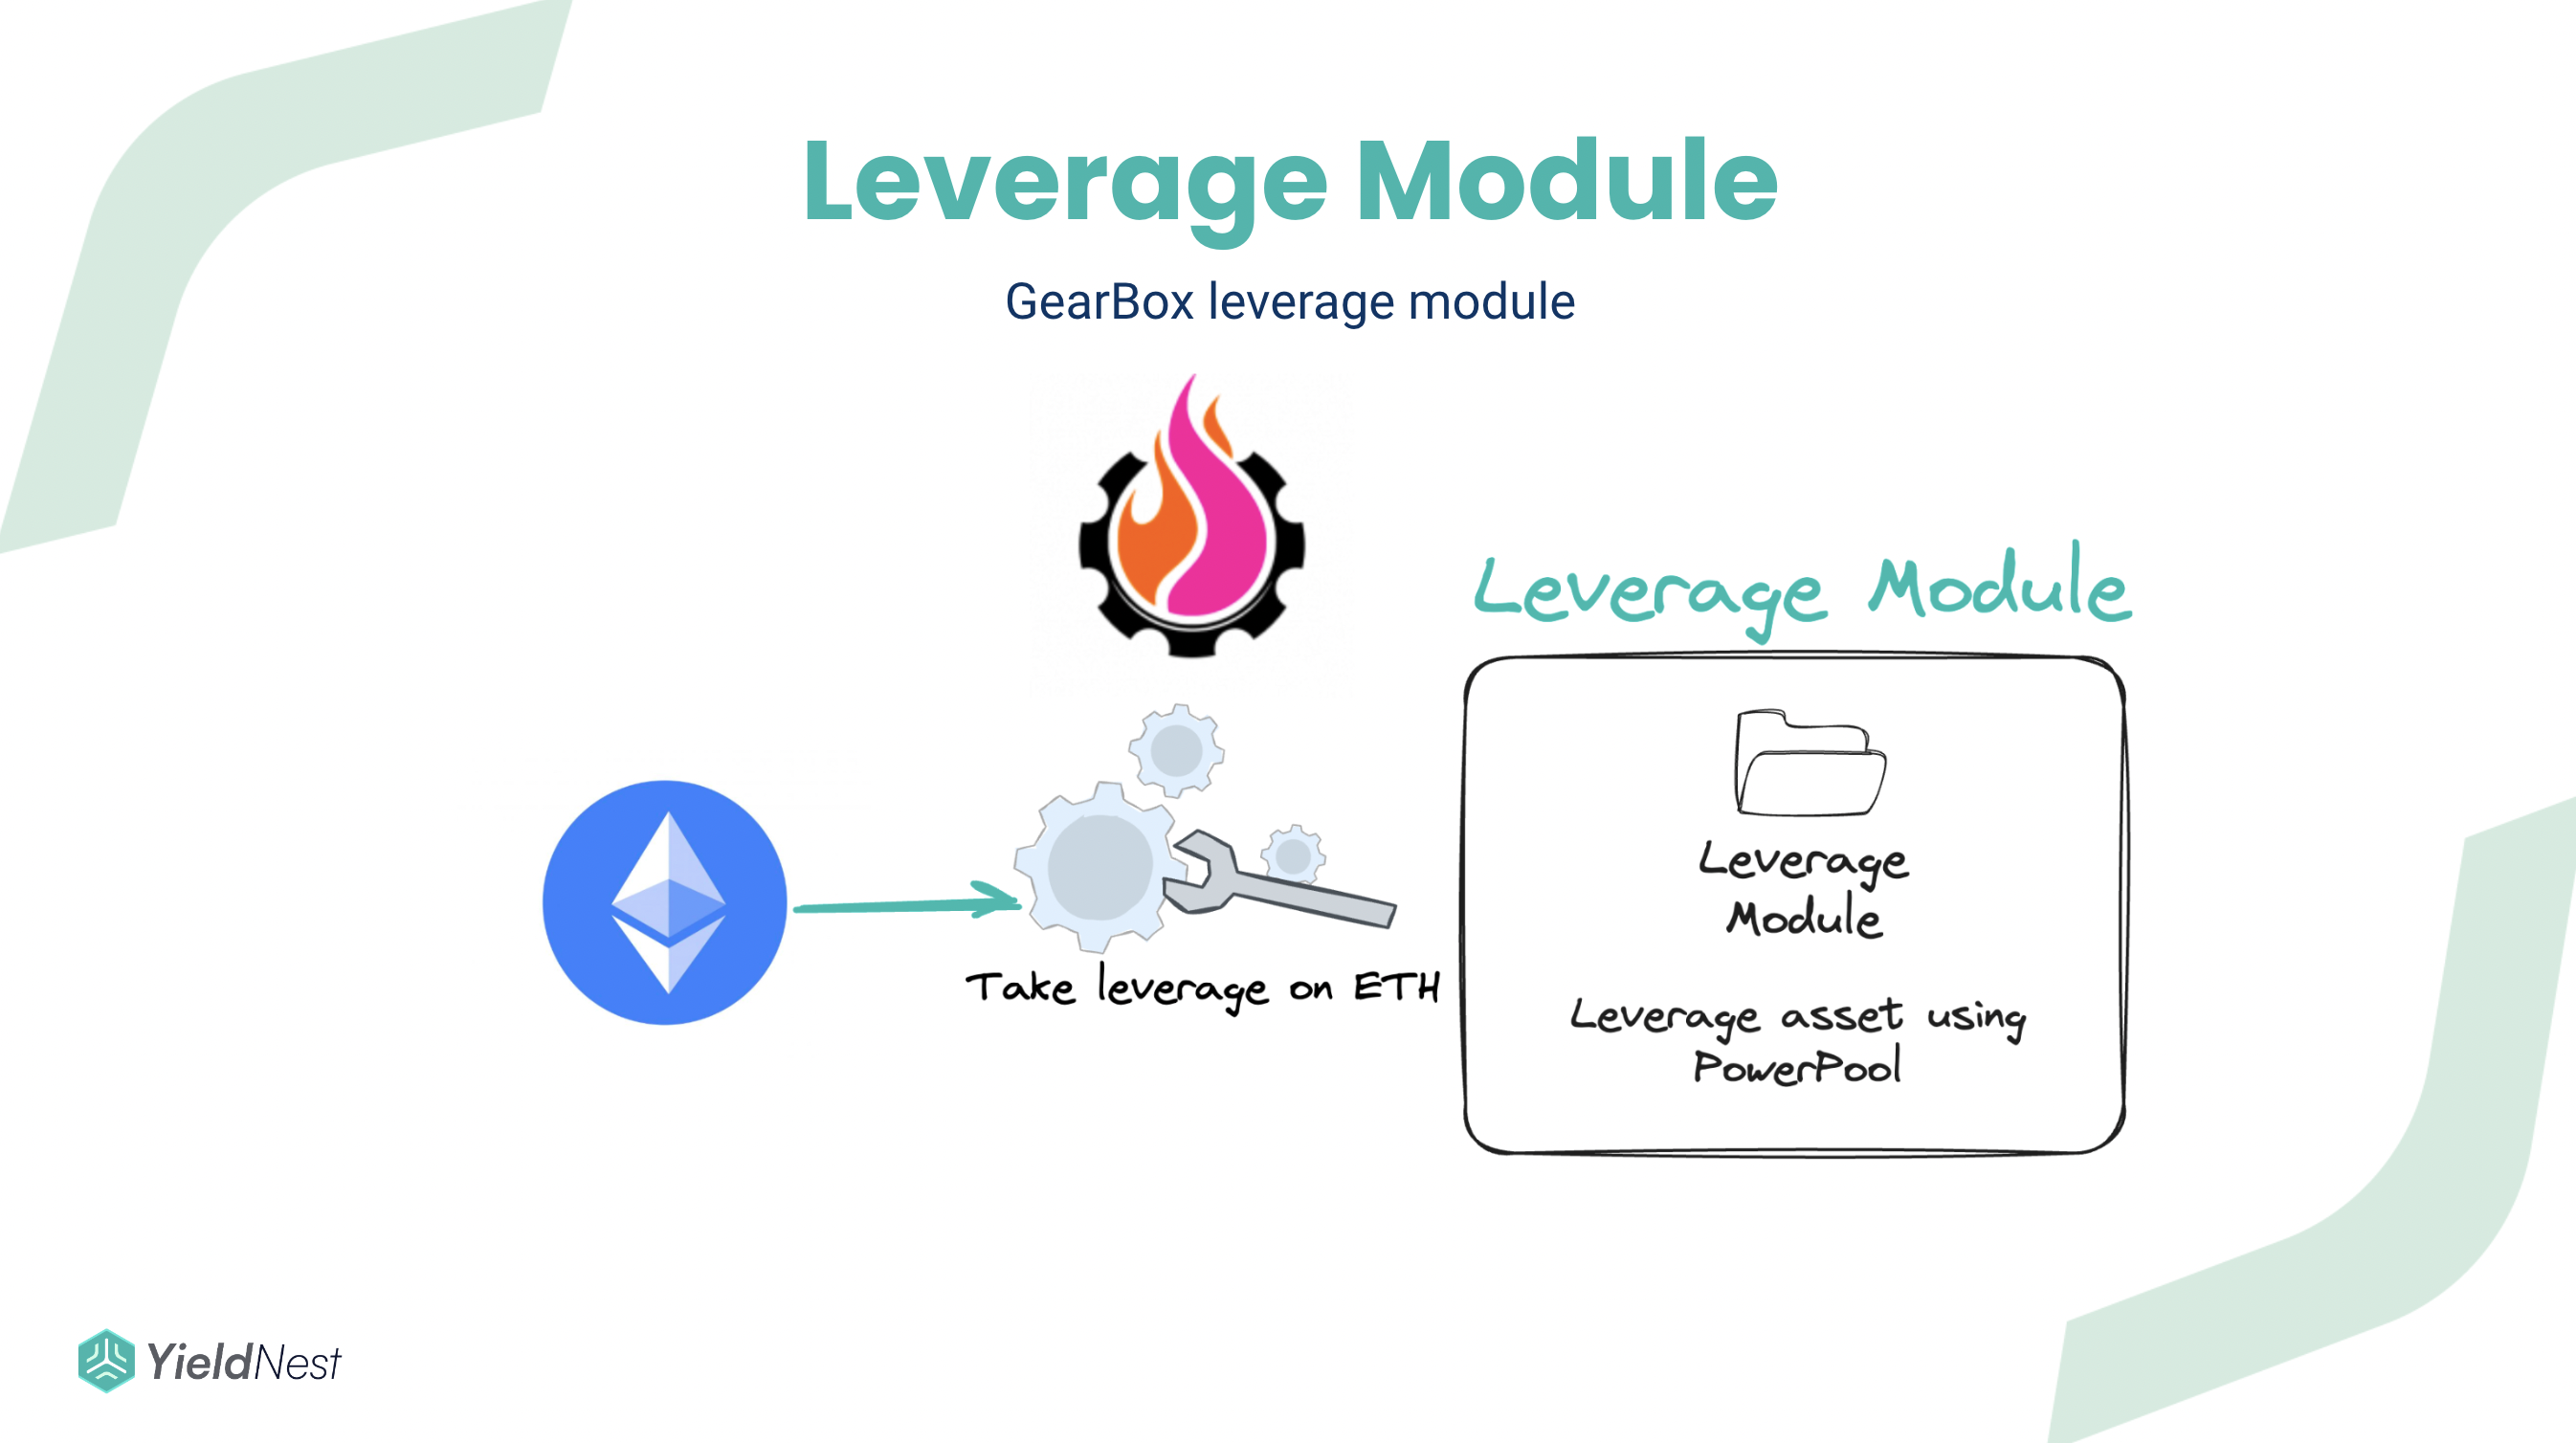 Leverage Module
GearBox leverage module
Leverage Module
Leverage
Module
Take leverage on ETH
Leverage asset using
PowerPool
YieldNest